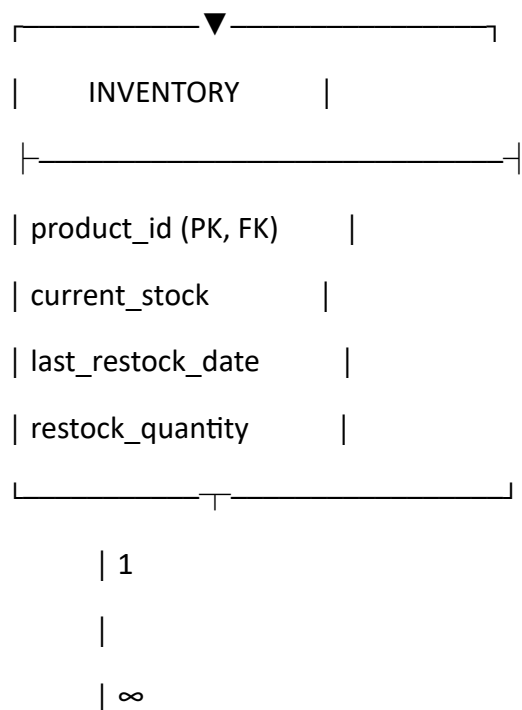 ┌───────────▼────────────────┐
│ INVENTORY │
├─────────────────────────────┤
│ product_id (PK, FK) │
│ current_stock │
│ last_restock_date │
│ restock_quantity │
└───────────┬─────────────────┘
│ 1
│
│ ∞